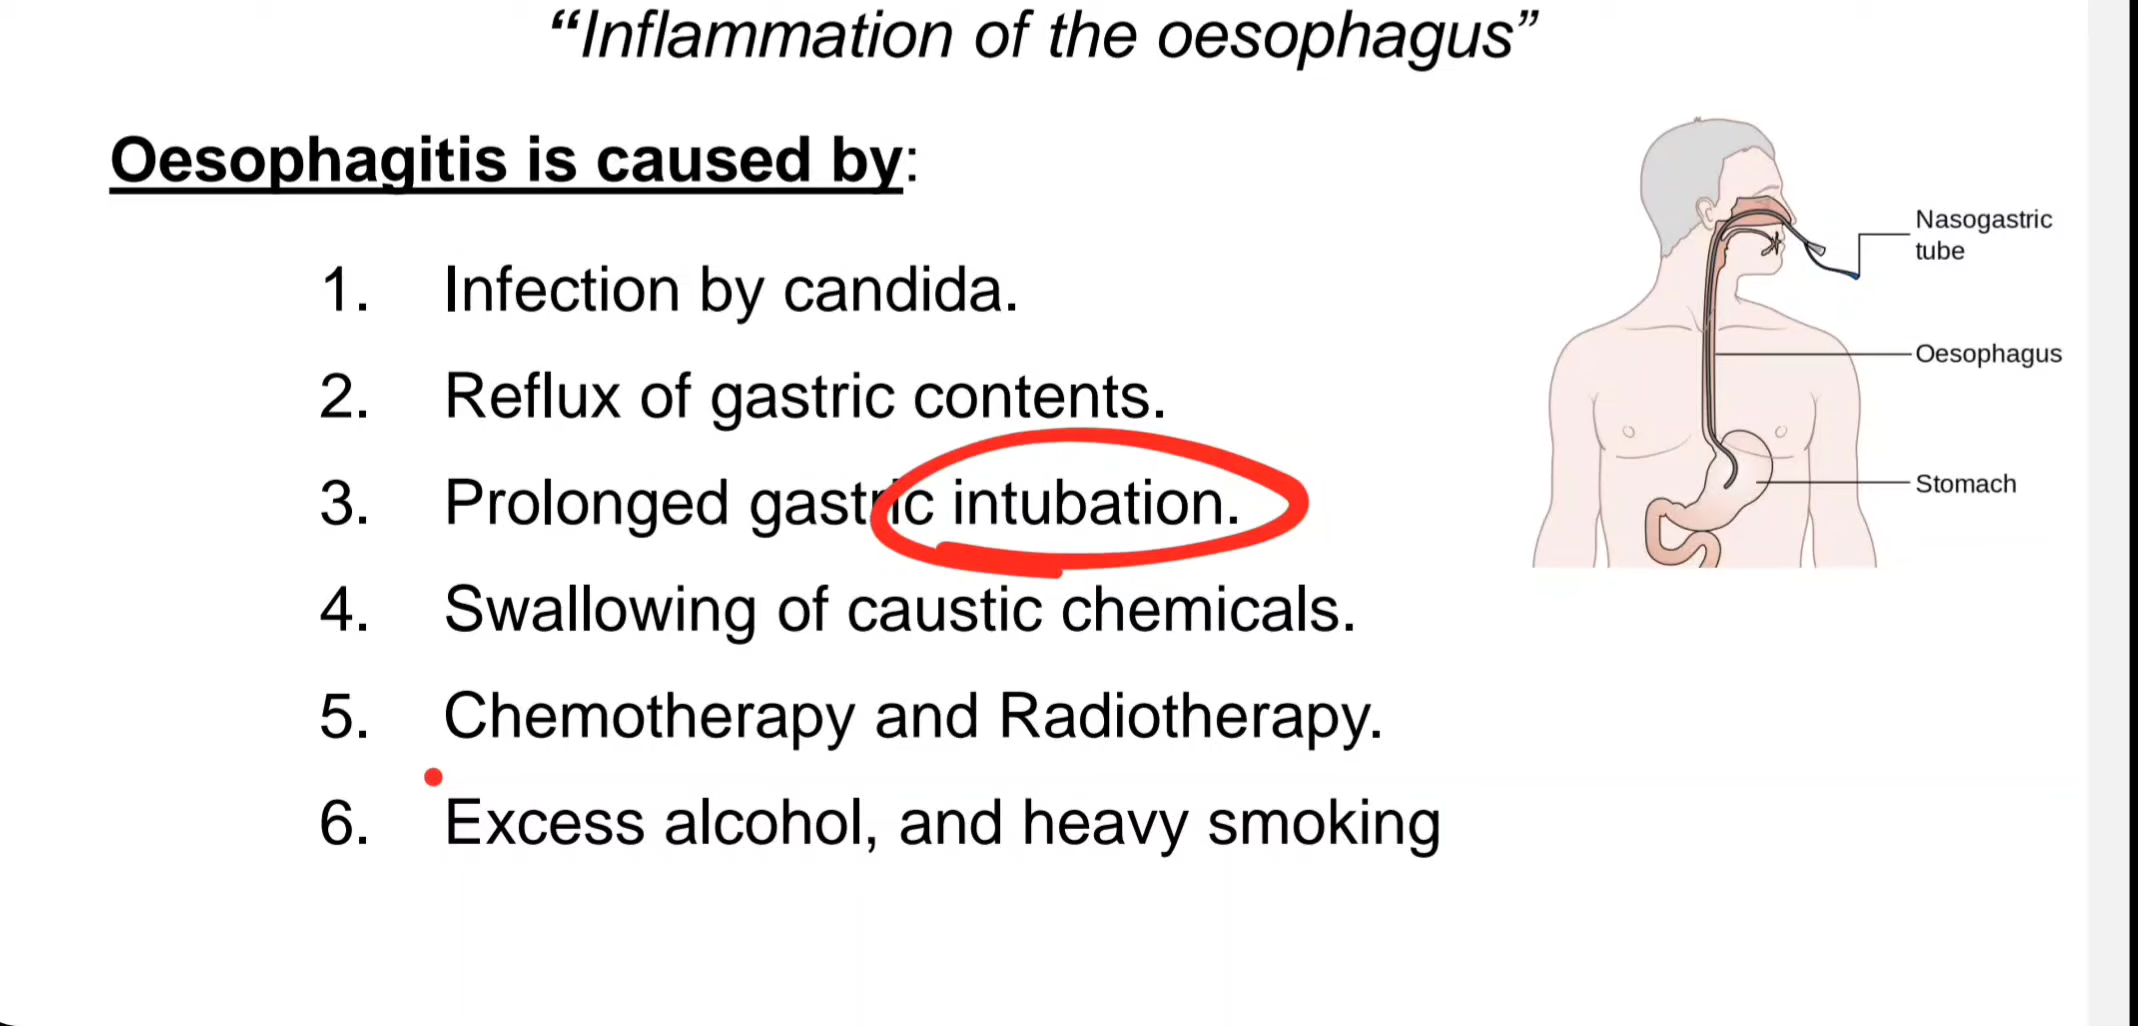 “Inflammation of the oesophagus”
Oesophagitis is caused by:
1. Infection by candida.
2. Reflux of gastric contents.
3. Prolonged gastric intubation.
4. Swallowing of caustic chemicals.
5. Chemotherapy and Radiotherapy.
6. Excess alcohol, and heavy smoking
Nasogastric
tube
Oesophagus
Stomach